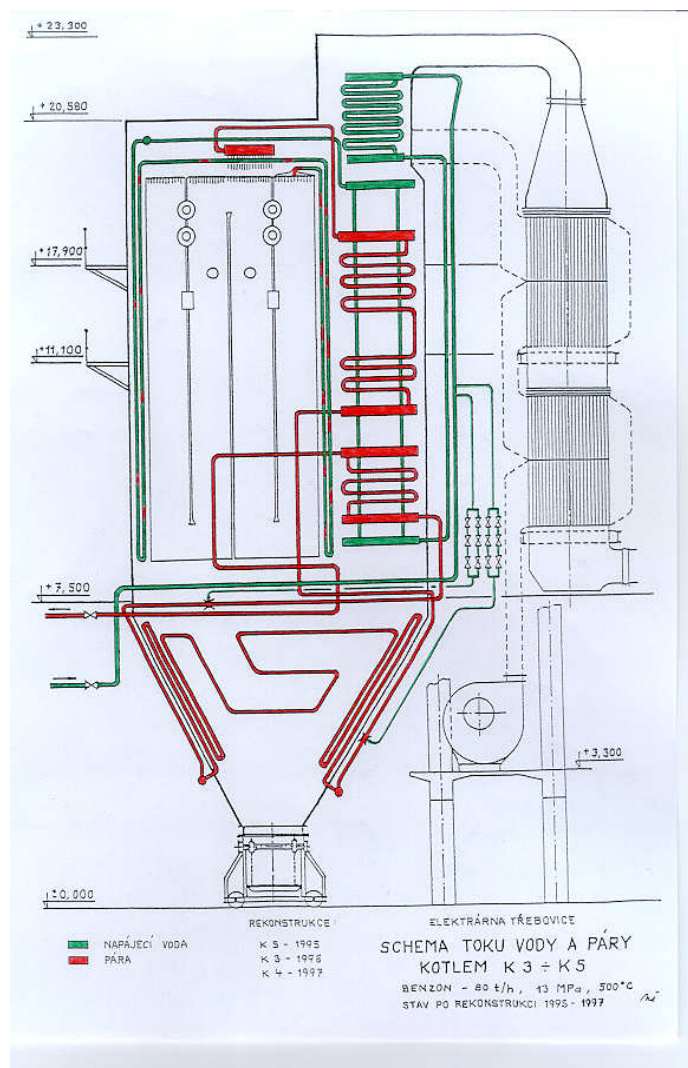 + 23,300
+ 20,580
+17,900
+11,100
+7,500
+3,300
±0,000
NAPÁJECÍ VODA
PÁRA
REKONSTRUKCE :
K 5 - 1995
K 3 - 1996
K 4 - 1997
ELEKTRÁRNA TŘEBOVICE
SCHEMA TOKU VODY A PÁRY
KOTLEM K 3 ÷ K 5
BENZON - 80 t/h, 13 MPa, 500°C
STAV PO REKONSTRUKCI 1995 - 1997